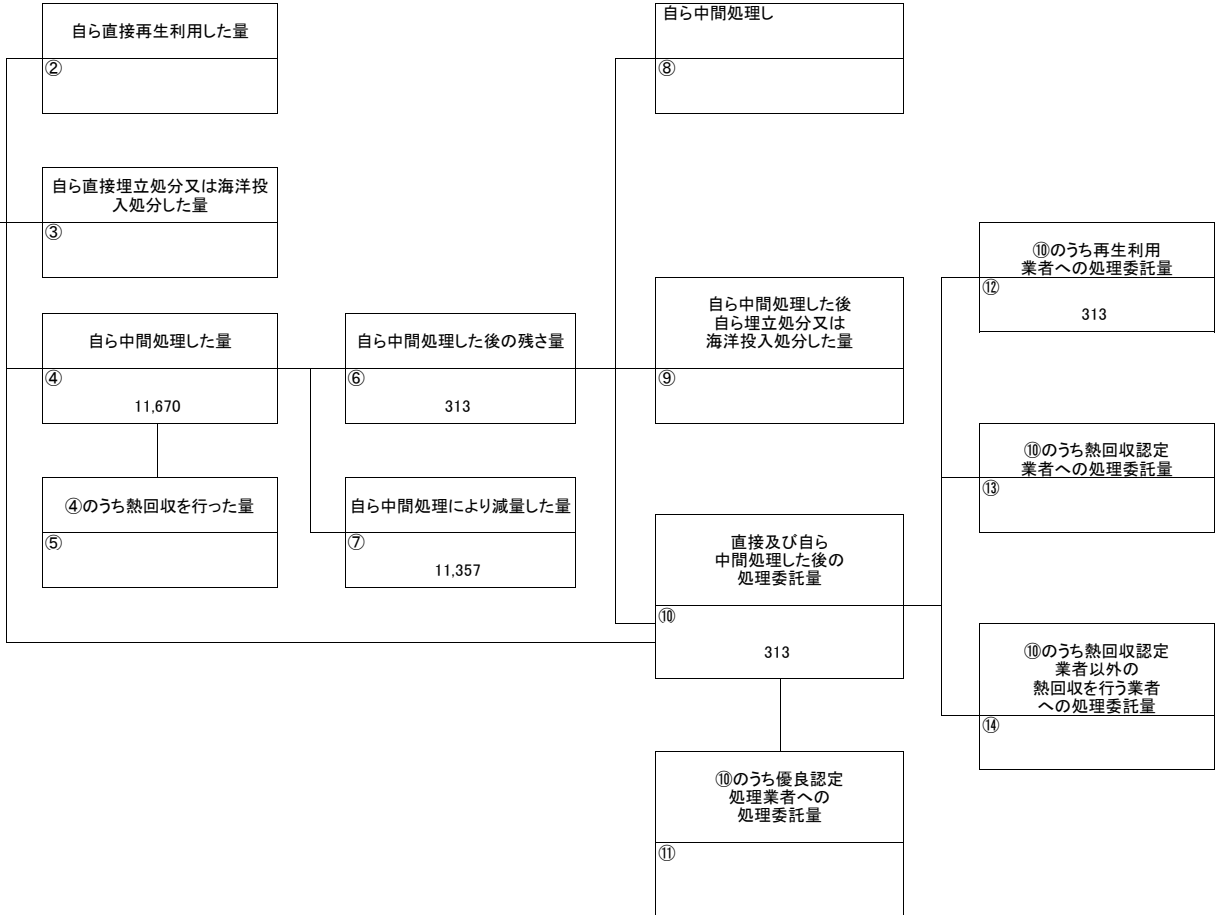 自ら直接再生利用した量
②
自ら直接埋立処分又は海洋投
入処分した量
③
自ら中間処理した量
④
11,670
④のうち熱回収を行った量
⑤
自ら中間処理した後の残さ量
⑥
313
自ら中間処理により減量した量
⑦
11,357
自ら中間処理し
⑧
自ら中間処理した後
自ら埋立処分又は
海洋投入処分した量
⑨
直接及び自ら
中間処理した後の
処理委託量
⑩
313
⑩のうち優良認定
処理業者への
処理委託量
⑪
⑩のうち再生利用
業者への処理委託量
⑫
313
⑩のうち熱回収認定
業者への処理委託量
⑬
⑩のうち熱回収認定
業者以外の
熱回収を行う業者
への処理委託量
⑭